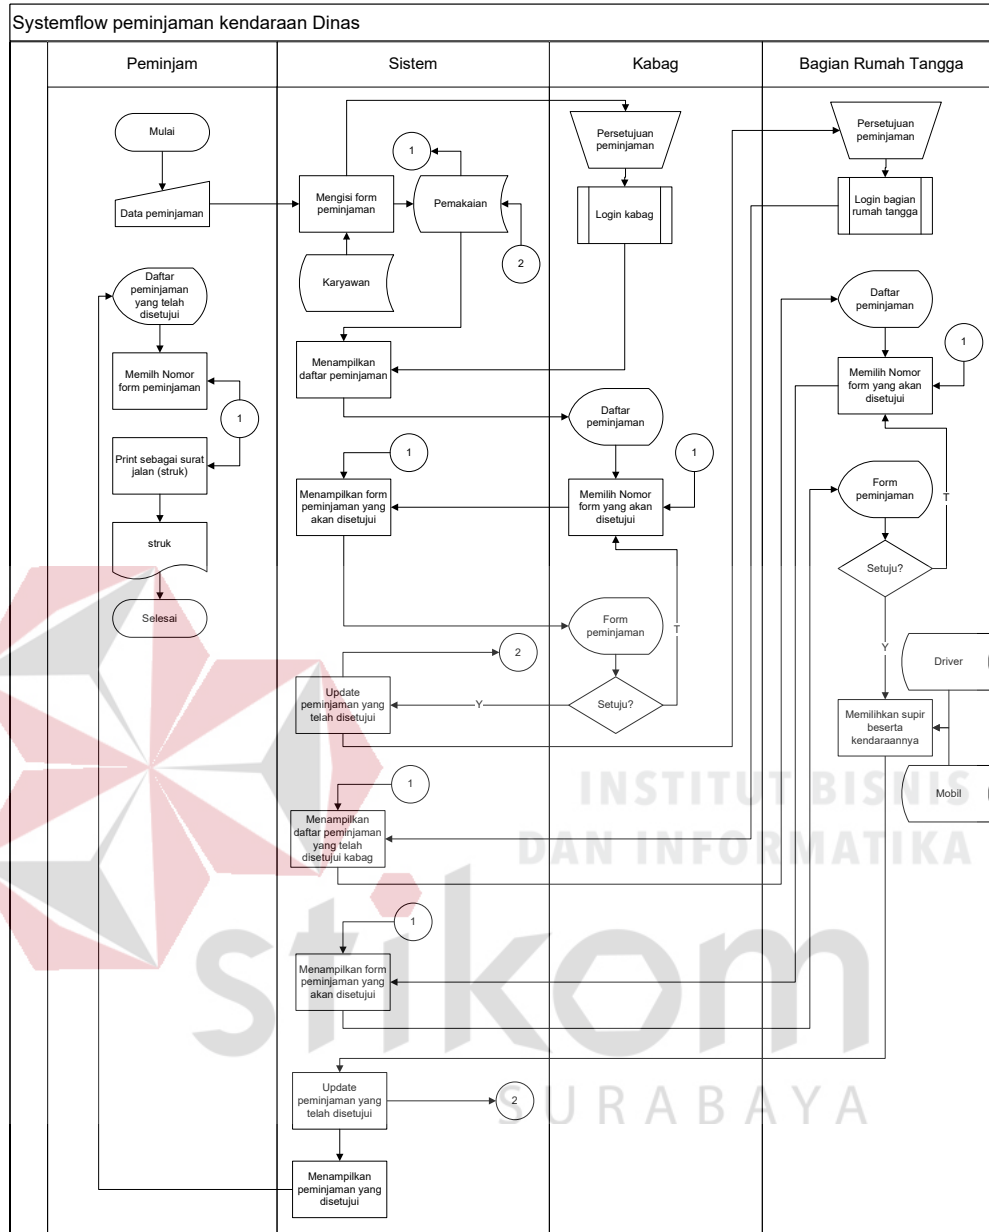 Systemflow peminjaman kendaraan Dinas
Peminjam
Sistem
Kabag
Bagian Rumah Tangga
Mulai
Data peminjaman
Daftar
peminjaman
yang telah
disetujui
Memilh Nomor
form peminjaman
1
Print sebagai surat
jalan (struk)
struk
Selesai
Mengisi form
peminjaman
1
Pemakaian
2
Karyawan
Menampilkan
daftar peminjaman
1
Menampilkan form
peminjaman yang
akan disetujui
2
Update
peminjaman yang
telah disetujui
1
Menampilkan
daftar peminjaman
yang telah
disetujui kabag
1
Menampilkan form
peminjaman yang
akan disetujui
Update
peminjaman yang
telah disetujui
2
Menampilkan
peminjaman yang
disetujui
Persetujuan
peminjaman
Login kabag
Daftar
peminjaman
1
Memilih Nomor
form yang akan
disetujui
Form
peminjaman
T
Setuju?
Y
Persetujuan
peminjaman
Login bagian
rumah tangga
Daftar
peminjaman
1
Memilih Nomor
form yang akan
disetujui
Form
peminjaman
T
Setuju?
Y
Driver
Memilihkan supir
beserta
kendaraannya
Mobil
INSTITUT BISNIS
DAN INFORMATIKA
stikom
SURABAYA